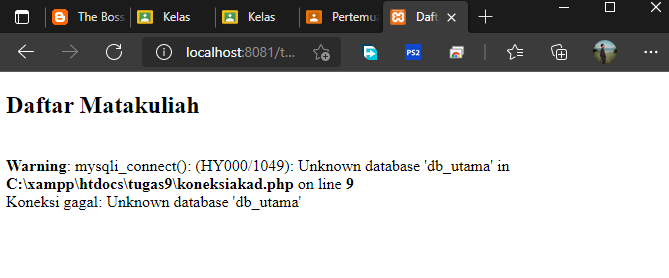 The Boss
Kelas
Kelas
Pertemu
Daft
localhost:8081/t...
PS2
Daftar Matakuliah
Warning: mysqli_connect(): (HY000/1049): Unknown database 'db_utama' in
C:\xampp\htdocs\tugas9\koneksiakad.php on line 9
Koneksi gagal: Unknown database 'db_utama'